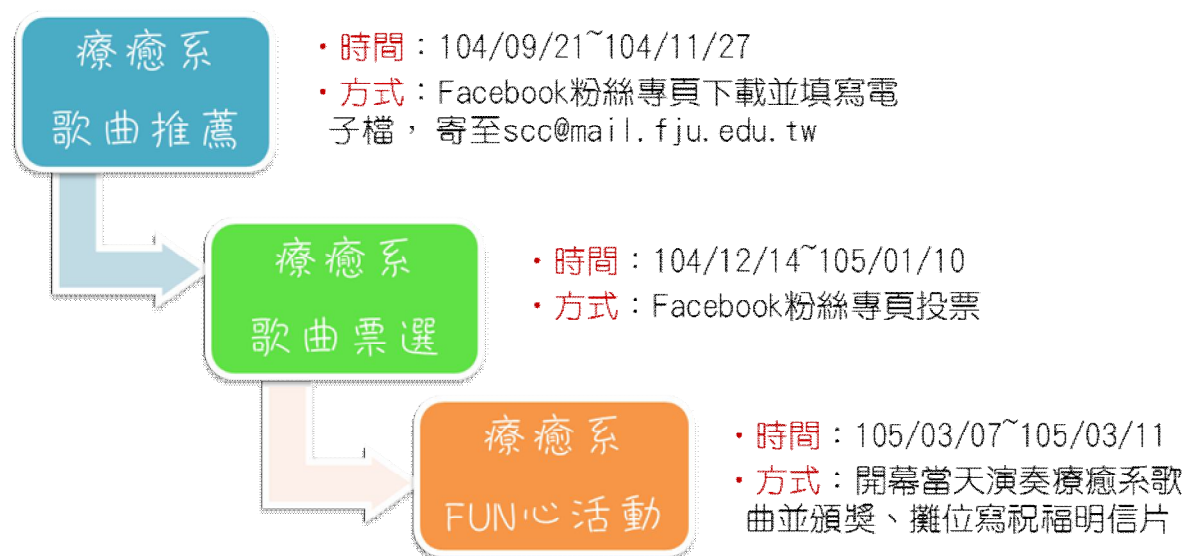 療癒系
歌曲推薦
•時間：104/09/21~104/11/27
•方式：Facebook粉絲專頁下載並填寫電
子檔， 寄至scc@mail.fju.edu.tw
療癒系
歌曲票選
•時間：104/12/14~105/01/10
•方式：Facebook粉絲專頁投票
療癒系
FUN心活動
•時間：105/03/07~105/03/11
•方式：開幕當天演奏療癒系歌
曲並頒獎、攤位寫祝福明信片